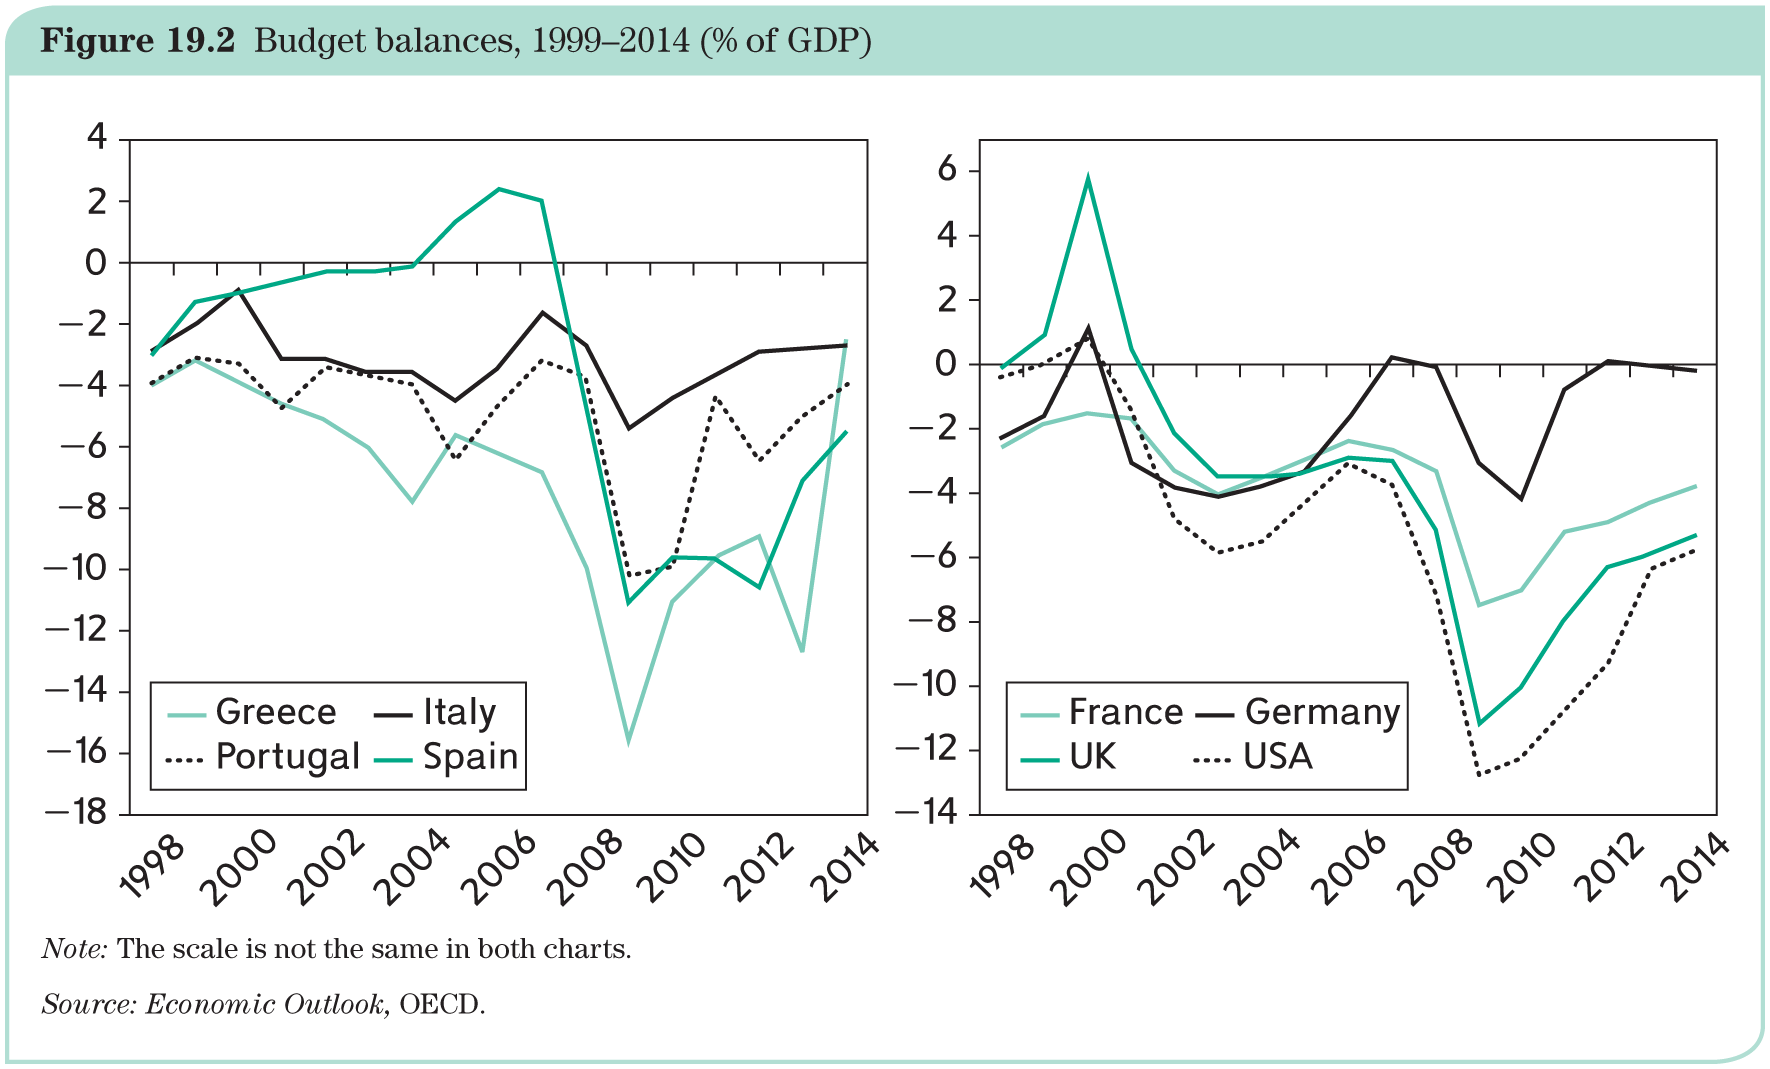 Figure 19.2 Budget balances, 1999–2014 (% of GDP)
4
2
0
−2
−4
−6
−8
−10
−12
−14
−16
−18
Greece Italy
Portugal Spain
1998 2000 2002 2004 2006 2008 2010 2012 2014
6
4
2
0
−2
−4
−6
−8
−10
−12
−14
France Germany
UK USA
1998 2000 2002 2004 2006 2008 2010 2012 2014
Note: The scale is not the same in both charts.
Source: Economic Outlook, OECD.